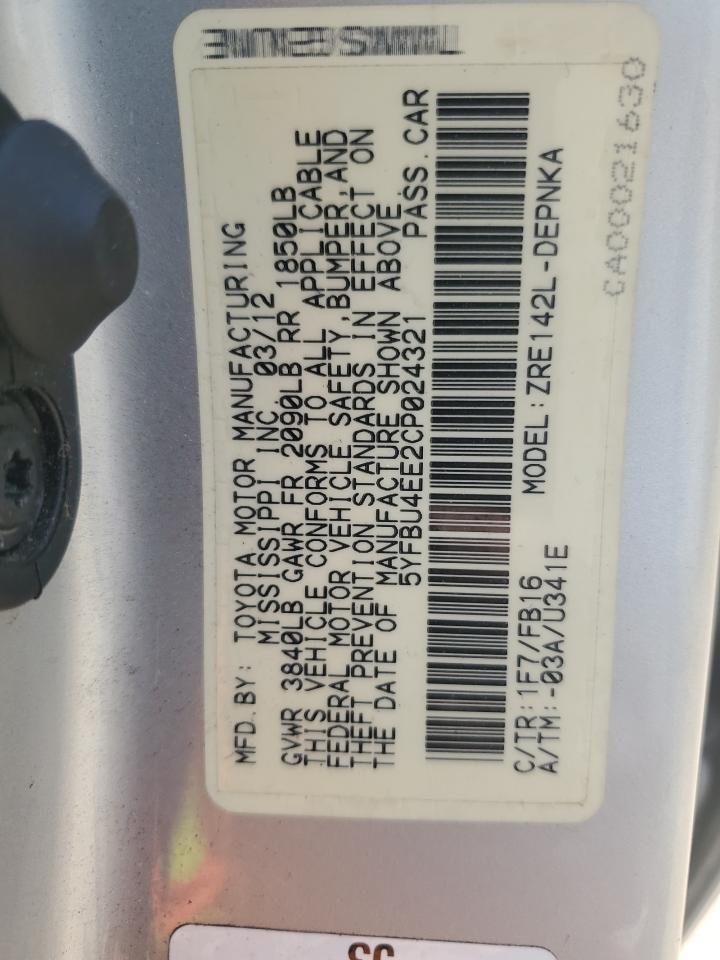 MFD.BY: TOYOTA MOTOR MANUFACTURING
MISSISSIPPI INC 03/12
GVWR 3840LB GAWR FR 2090LB RR 1850LB
THIS VEHICLE CONFORMS TO ALL APPLICABLE
FEDERAL MOTOR VEHICLE SAFETY, BUMPER, AND
THEFT PREVENTION STANDARDS IN EFFECT ON
THE DATE OF MANUFACTURE SHOWN ABOVE
5YFBU4EE2CP024321 PASS.CAR
C/TR:1F7/FB16 MODEL:ZRE142L-DEPNKA
A/TM:-03A/U341E
CA00021630